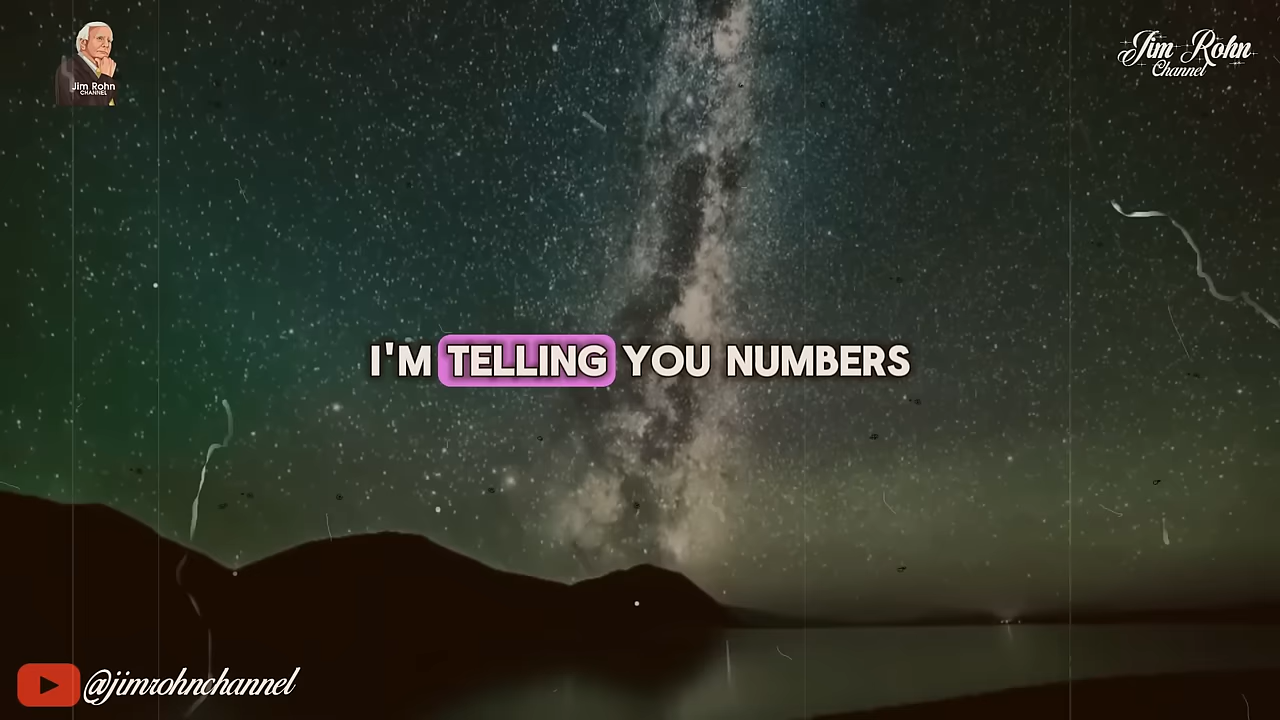 Jim Rohn
CHANNEL
Jim Rohn
Channel
I'M TELLING YOU NUMBERS
@jimrohnchannel